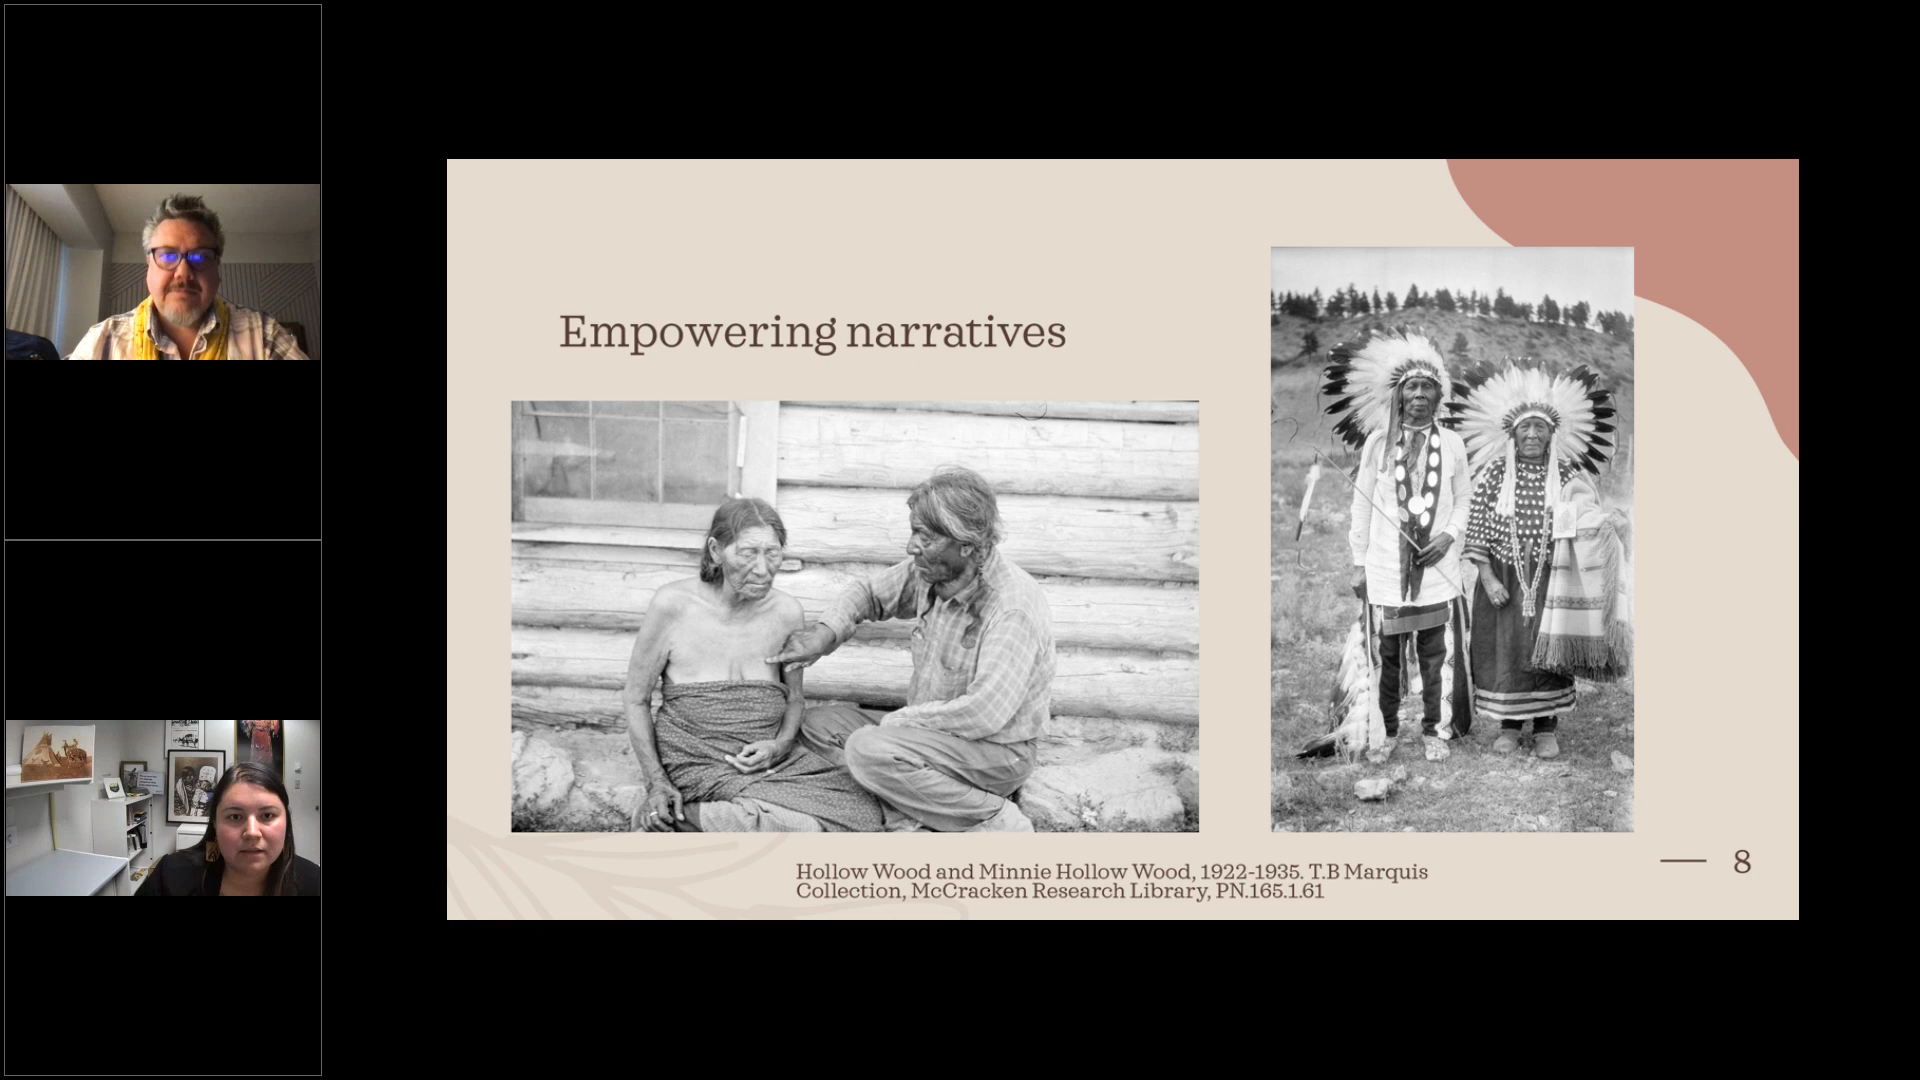 Empowering narratives
Hollow Wood and Minnie Hollow Wood, 1922-1935. T.B Marquis
Collection, McCracken Research Library, PN.165.1.61
8